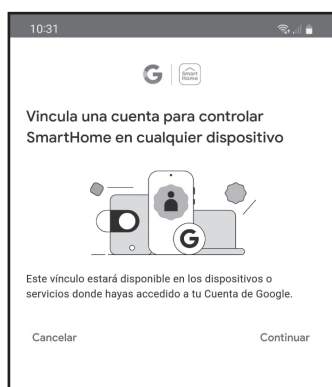 10:31
G
Smart
Home
Vincula una cuenta para controlar
SmartHome en cualquier dispositivo
G
Este vínculo estará disponible en los dispositivos o
servicios donde hayas accedido a tu Cuenta de Google.
Cancelar Continuar